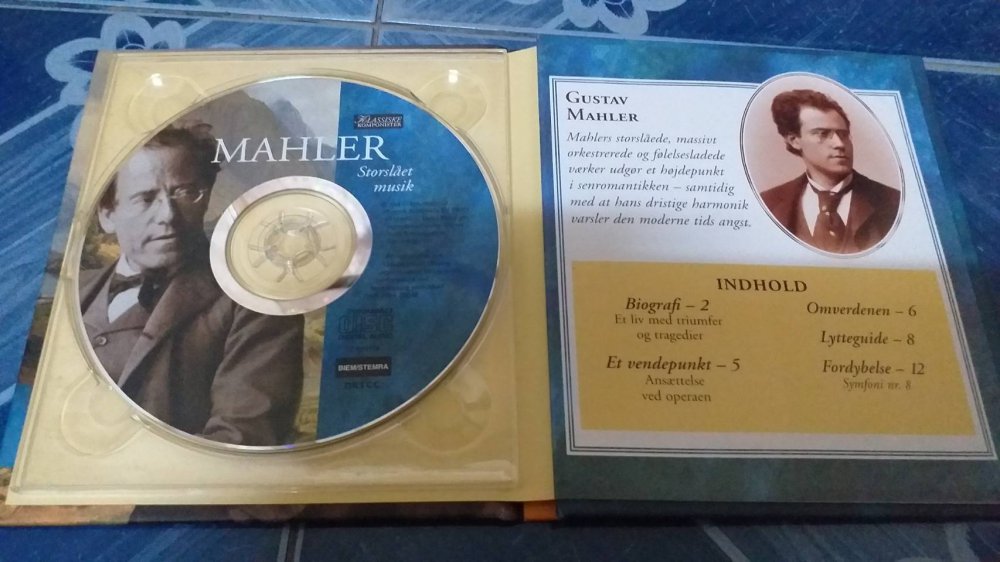 KLASSISKE
KOMPONISTER
MAHLER
Storslået
musik
DIGITAL AUDIO
BIEM/STEMRA
GUSTAV
MAHLER
Mahlers storslåede, massivt
orkestrerede og følelsesladede
værker udgør et højdepunkt
i senromantikken – samtidig
med at hans dristige harmonik
varsler den moderne tids angst.
INDHOLD
Biografi – 2
Et liv med triumfer
og tragedier
Et vendepunkt – 5
Ansættelse
ved operaen
Omverdenen – 6
Lytteguide – 8
Fordybelse – 12
Symfoni nr. 8